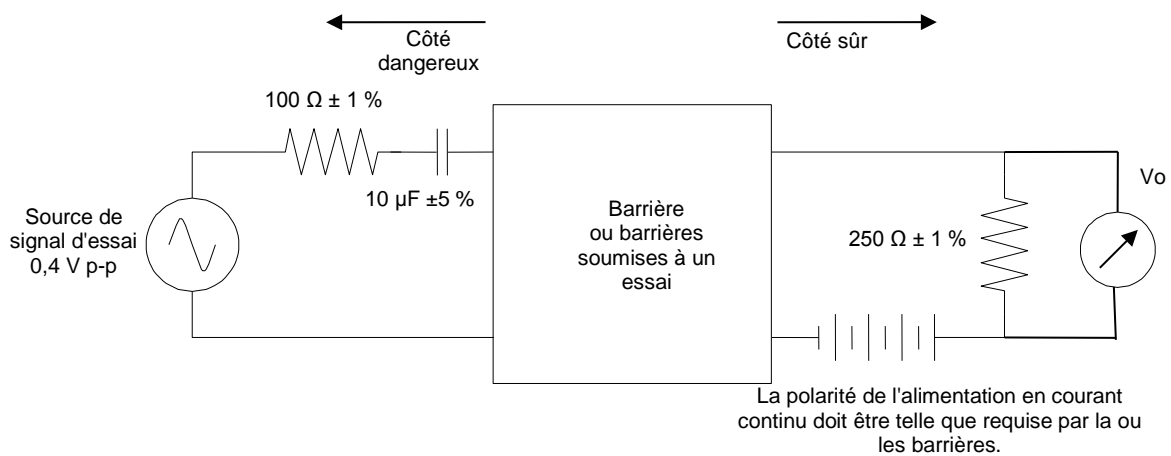 Côté
dangereux
Côté sûr
100 Ω ± 1 %
10 µF ±5 %
Source de
signal d'essai
0,4 V p-p
Barrière
ou barrières
soumises à un
essai
250 Ω ± 1 %
Vo
La polarité de l'alimentation en courant
continu doit être telle que requise par la ou
les barrières.